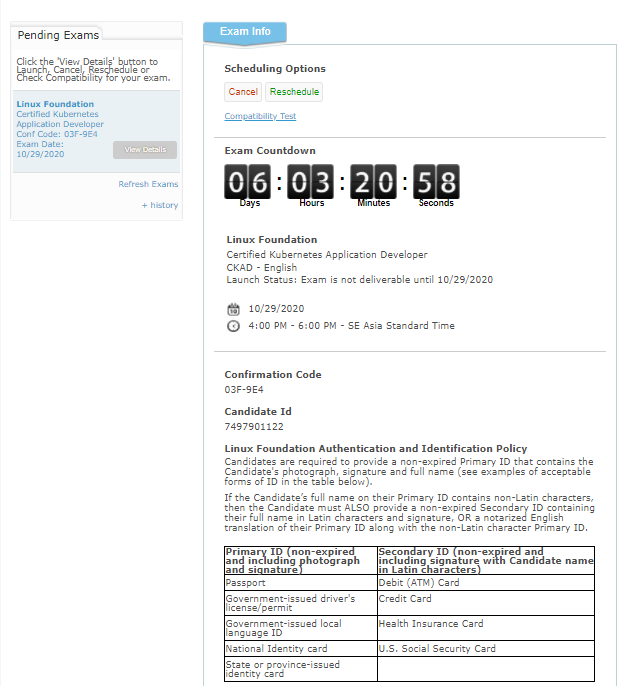 Pending Exams
Click the 'View Details' button to
Launch, Cancel, Reschedule or
Check Compatibility for your exam.
Linux Foundation
Certified Kubernetes
Application Developer
Conf Code: 03F-9E4
Exam Date:
10/29/2020
View Details
Refresh Exams
+ history
Exam Info
Scheduling Options
Cancel Reschedule
Compatibility Test
Exam Countdown
06 : 03 : 20 : 58
Days Hours Minutes Seconds
Linux Foundation
Certified Kubernetes Application Developer
CKAD - English
Launch Status: Exam is not deliverable until 10/29/2020
10/29/2020
4:00 PM - 6:00 PM - SE Asia Standard Time
Confirmation Code
03F-9E4
Candidate Id
7497901122
Linux Foundation Authentication and Identification Policy
Candidates are required to provide a non-expired Primary ID that contains the
Candidate's photograph, signature and full name (see examples of acceptable
forms of ID in the table below).
If the Candidate's full name on their Primary ID contains non-Latin characters,
then the Candidate must ALSO provide a non-expired Secondary ID containing
their full name in Latin characters and signature, OR a notarized English
translation of their Primary ID along with the non-Latin character Primary ID.
Primary ID (non-expired
and including photograph
and signature)
Secondary ID (non-expired and
including signature with Candidate name
in Latin characters)
Passport
Debit (ATM) Card
Government-issued driver's
license/permit
Credit Card
Government-issued local
language ID
Health Insurance Card
National Identity card
U.S. Social Security Card
State or province-issued
identity card